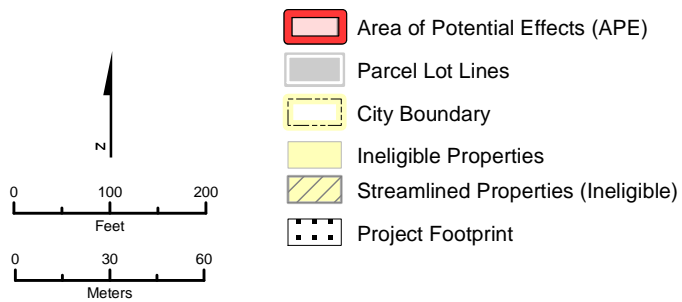 Area of Potential Effects (APE)
Parcel Lot Lines
City Boundary
Ineligible Properties
Streamlined Properties (Ineligible)
Project Footprint
N
0 100 200
Feet
0 30 60
Meters